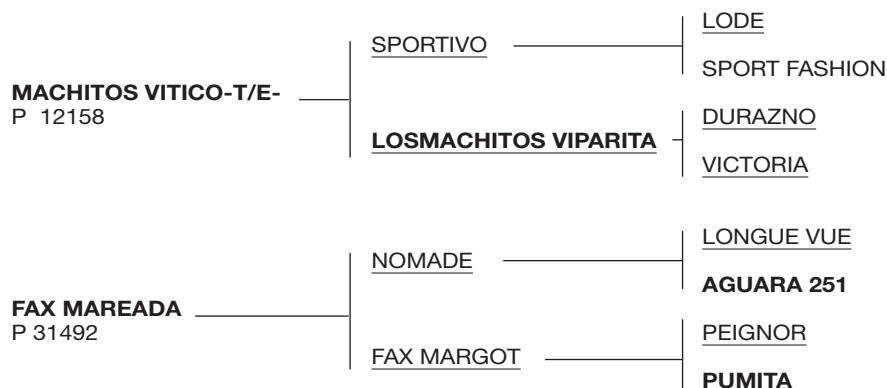 MACHITOS VITICO-T/E-
P 12158
SPORTIVO
LODE
SPORT FASHION
LOSMACHITOS VIPARITA
DURAZNO
VICTORIA
FAX MAREADA
P 31492
NOMADE
LONGUE VUE
AGUARA 251
FAX MARGOT
PEIGNOR
PUMITA